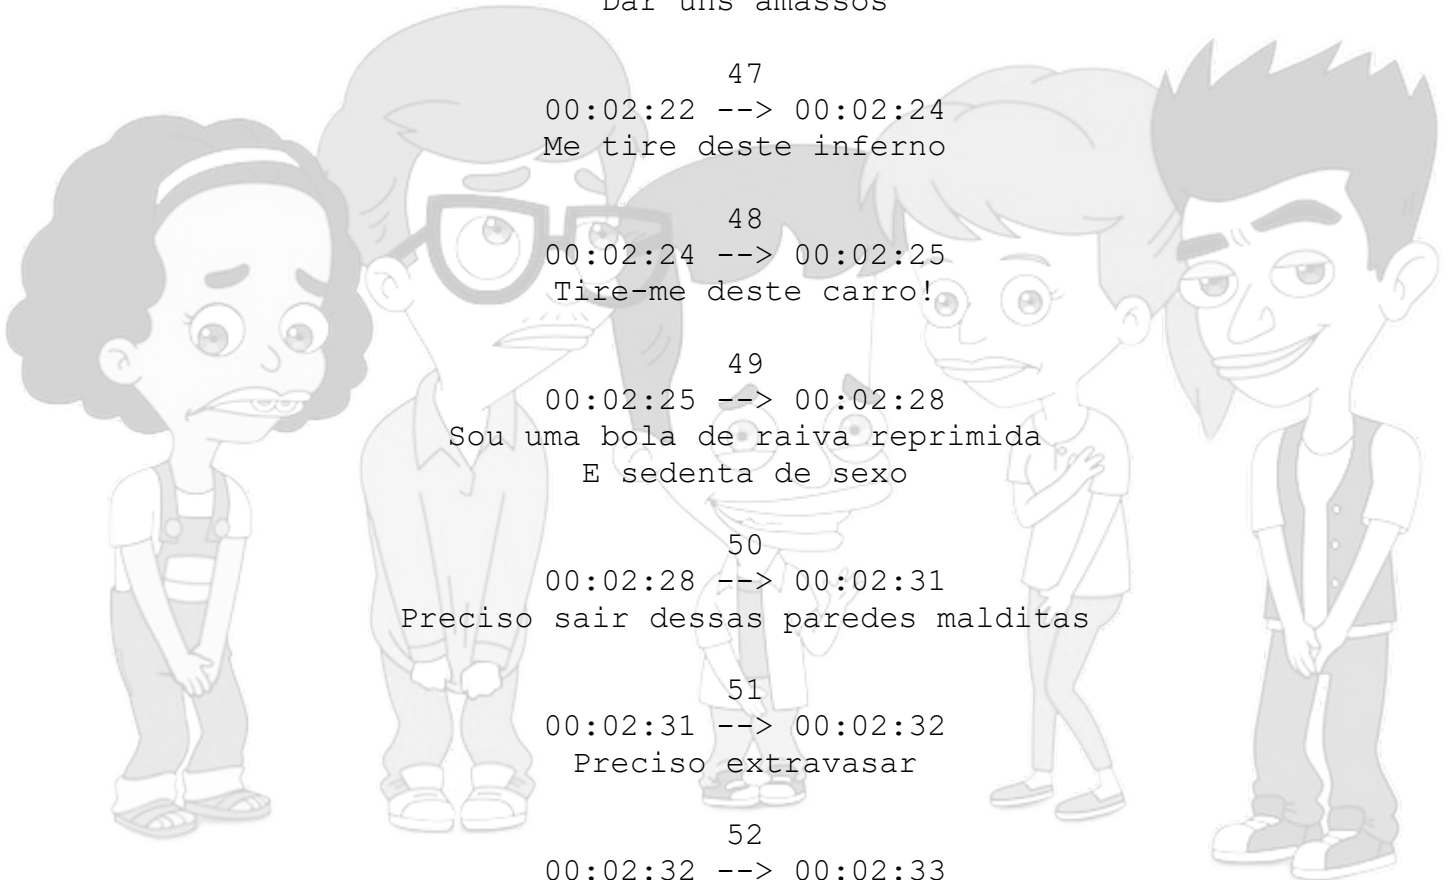 Dar uns amassos
47
00:02:22 --> 00:02:24
Me tire deste inferno
48
00:02:24 --> 00:02:25
Tire-me deste carro!
49
00:02:25 --> 00:02:28
Sou uma bola de raiva reprimida
E sedenta de sexo
50
00:02:28 --> 00:02:31
Preciso sair dessas paredes malditas
51
00:02:31 --> 00:02:32
Preciso extravasar
52
00:02:32 --> 00:02:33